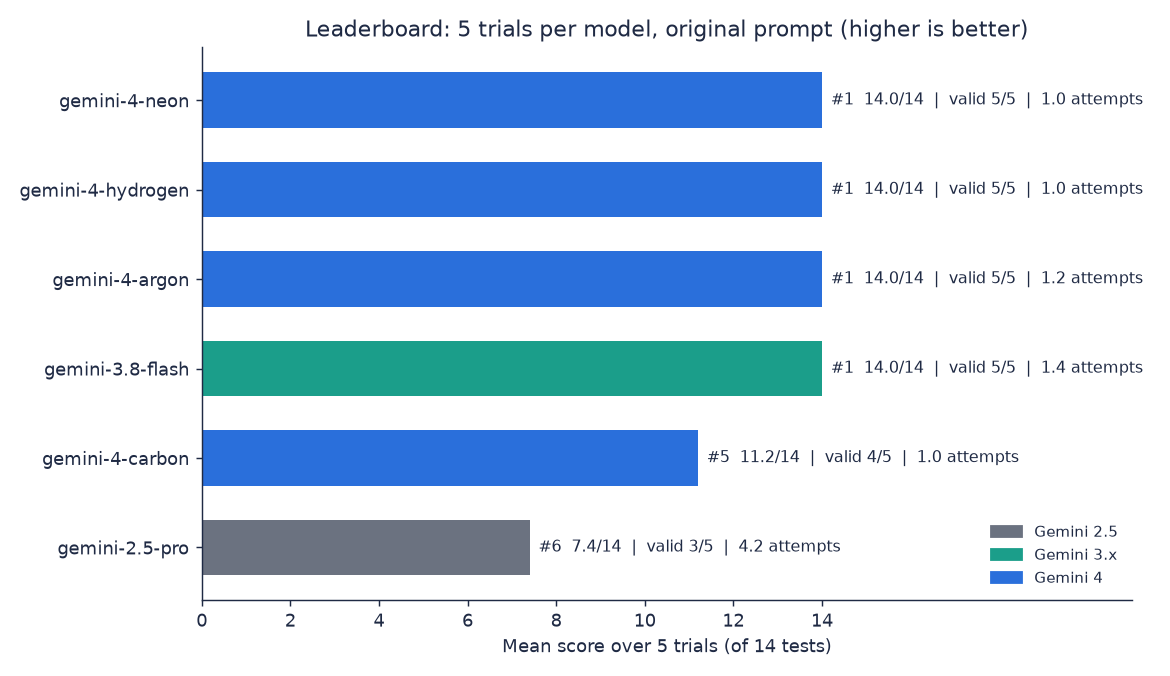 Leaderboard: 5 trials per model, original prompt (higher is better)
gemini-4-neon
#1 14.0/14 | valid 5/5 | 1.0 attempts
gemini-4-hydrogen
#1 14.0/14 | valid 5/5 | 1.0 attempts
gemini-4-argon
#1 14.0/14 | valid 5/5 | 1.2 attempts
gemini-3.8-flash
#1 14.0/14 | valid 5/5 | 1.4 attempts
gemini-4-carbon
#5 11.2/14 | valid 4/5 | 1.0 attempts
gemini-2.5-pro
#6 7.4/14 | valid 3/5 | 4.2 attempts
Gemini 2.5
Gemini 3.x
Gemini 4
0 2 4 6 8 10 12 14
Mean score over 5 trials (of 14 tests)